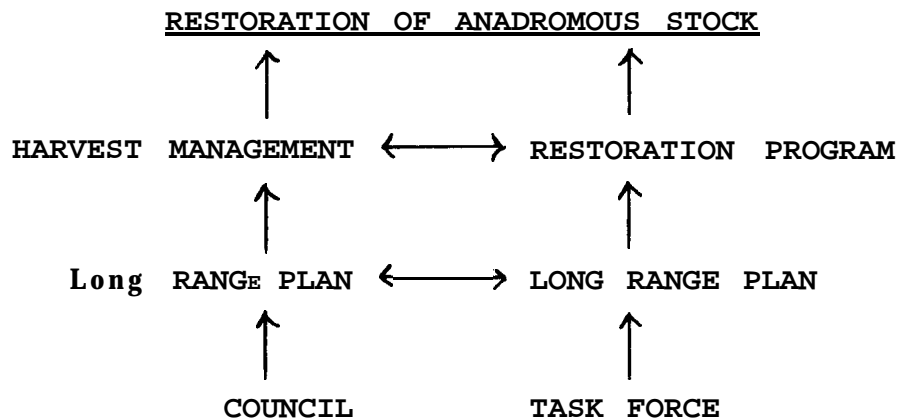 RESTORATION OF ANADROMOUS STOCK
HARVEST MANAGEMENT RESTORATION PROGRAM
Long RANGE PLAN LONG RANGE PLAN
COUNCIL TASK FORCE